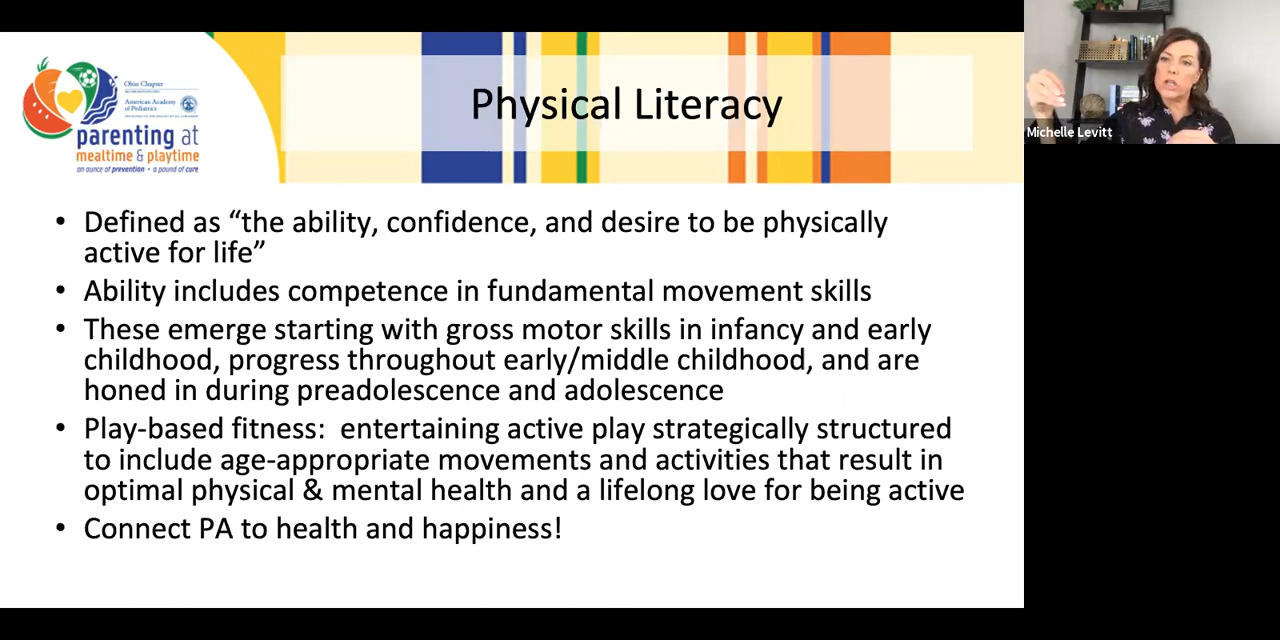 Ohio Chapter
American Academy
of Pediatrics
parenting at
mealtime & playtime
an ounce of prevention • a pound of cure
Physical Literacy
Michelle Levitt
• Defined as “the ability, confidence, and desire to be physically
active for life”
• Ability includes competence in fundamental movement skills
• These emerge starting with gross motor skills in infancy and early
childhood, progress throughout early/middle childhood, and are
honed in during preadolescence and adolescence
• Play-based fitness:  entertaining active play strategically structured
to include age-appropriate movements and activities that result in
optimal physical & mental health and a lifelong love for being active
• Connect PA to health and happiness!